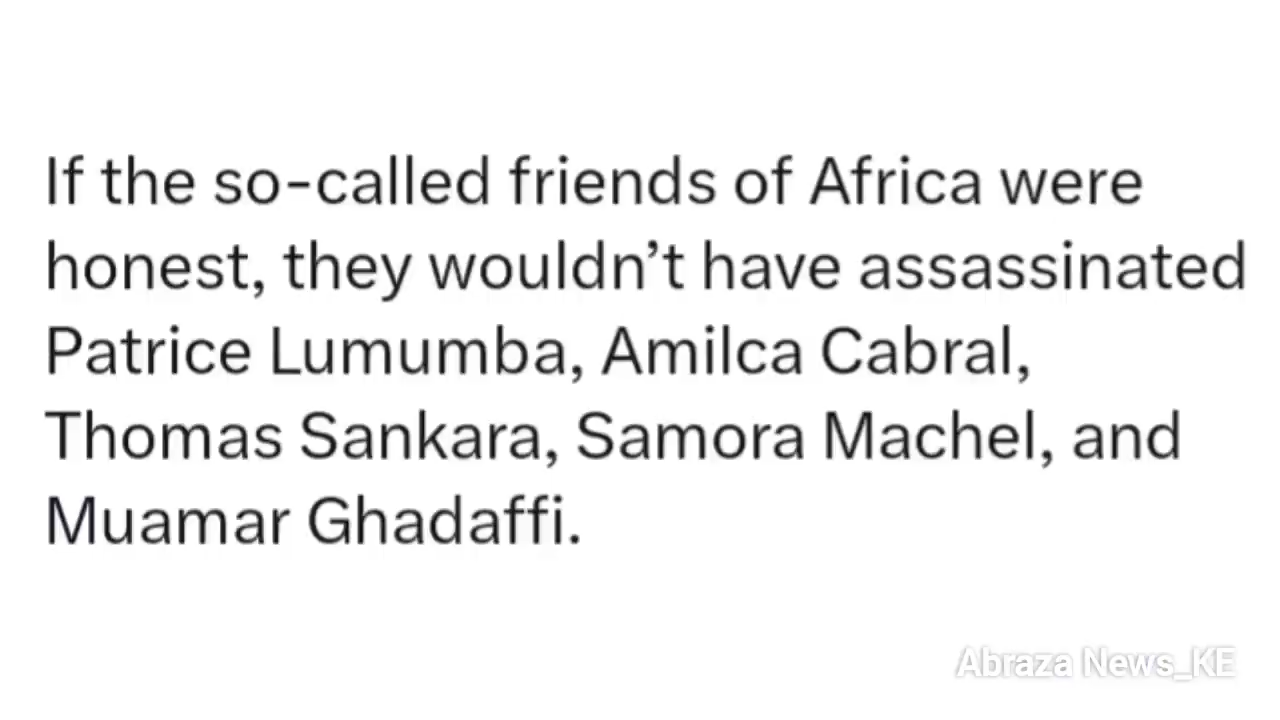 If the so-called friends of Africa were
honest, they wouldn’t have assassinated
Patrice Lumumba, Amilca Cabral,
Thomas Sankara, Samora Machel, and
Muamar Ghadaffi.
Abraza News_KE